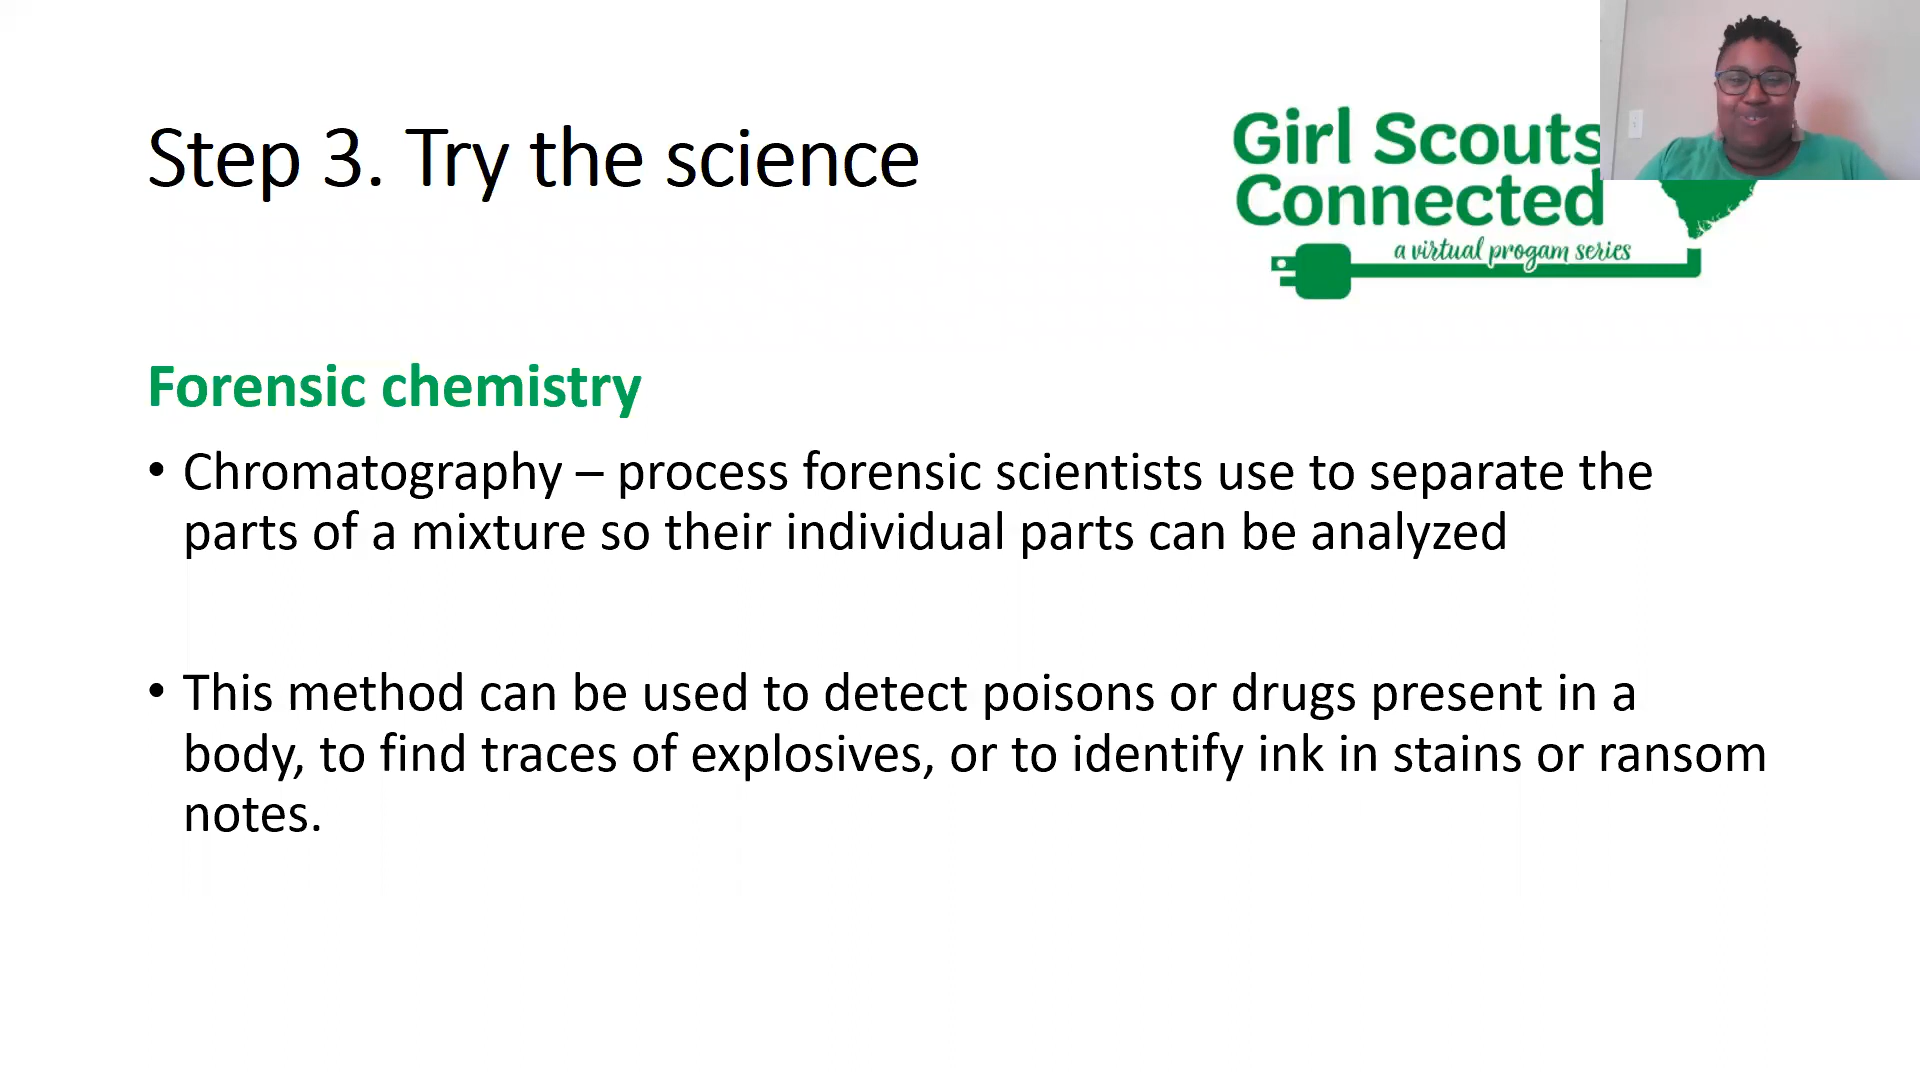 Step 3. Try the science
Girl Scouts
Connected
a virtual progam series
Forensic chemistry
• Chromatography – process forensic scientists use to separate the
parts of a mixture so their individual parts can be analyzed
• This method can be used to detect poisons or drugs present in a
body, to find traces of explosives, or to identify ink in stains or ransom
notes.